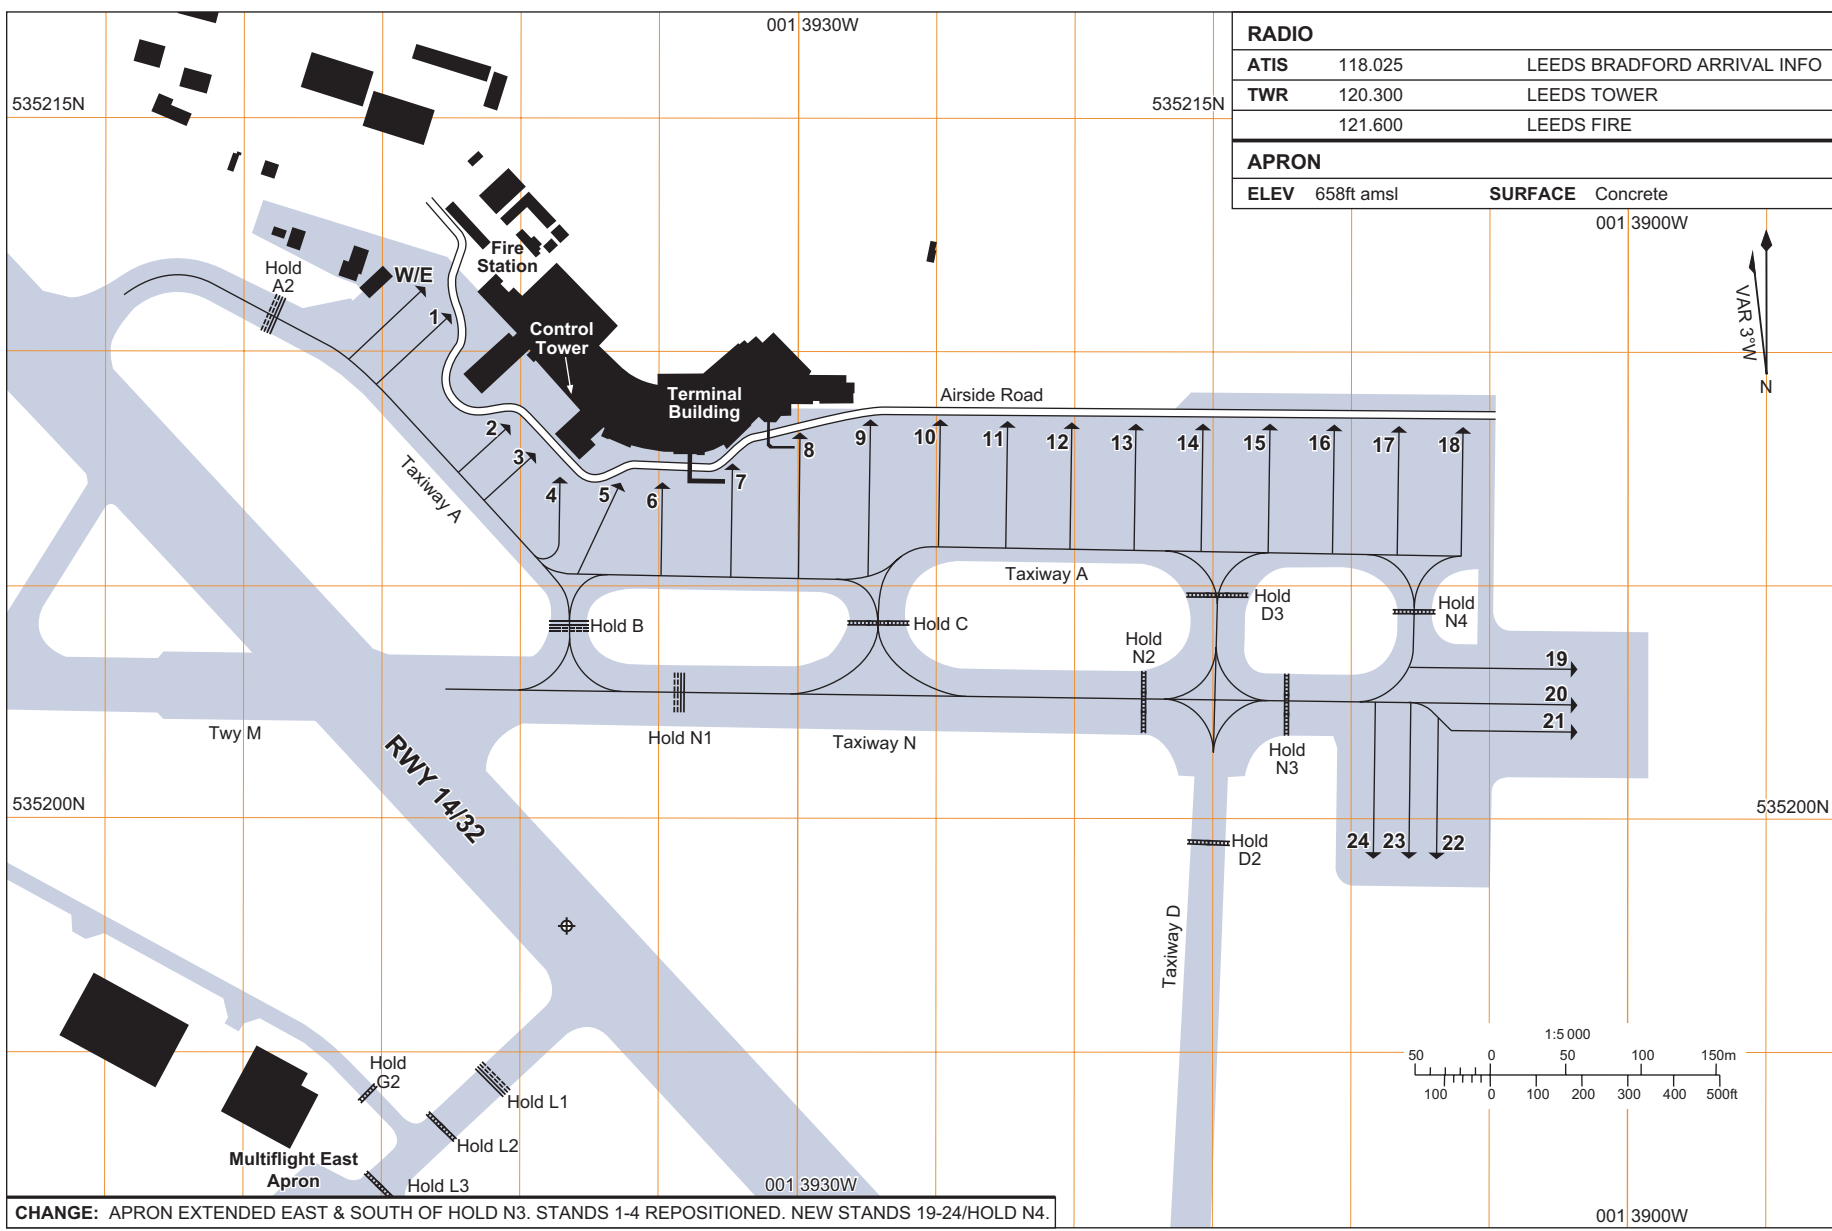 001 3930W
RADIO
ATIS 118.025 LEEDS BRADFORD ARRIVAL INFO
TWR 120.300 LEEDS TOWER
121.600 LEEDS FIRE
APRON
ELEV 658ft amsl SURFACE Concrete
535215N
535215N
001 3900W
Fire
Station
Hold
A2
W/E
1
Control
Tower
VAR 3°W
N
Terminal
Building
Airside Road
2
3
4
5
6
7
8
9
10
11
12
13
14
15
16
17
18
Taxiway A
Taxiway A
Hold B
Hold C
Hold
D3
Hold
N4
Hold
N2
19
20
21
Twy M
Hold N1
Taxiway N
Hold
N3
RWY 14/32
535200N
535200N
24
23
22
Hold
D2
Taxiway D
1:5 000
50 0 50 100 150m
100 0 100 200 300 400 500ft
Hold
G2
Hold L1
Hold L2
Multiflight East
Apron
Hold L3
001 3930W
001 3900W
CHANGE: APRON EXTENDED EAST & SOUTH OF HOLD N3. STANDS 1-4 REPOSITIONED. NEW STANDS 19-24/HOLD N4.